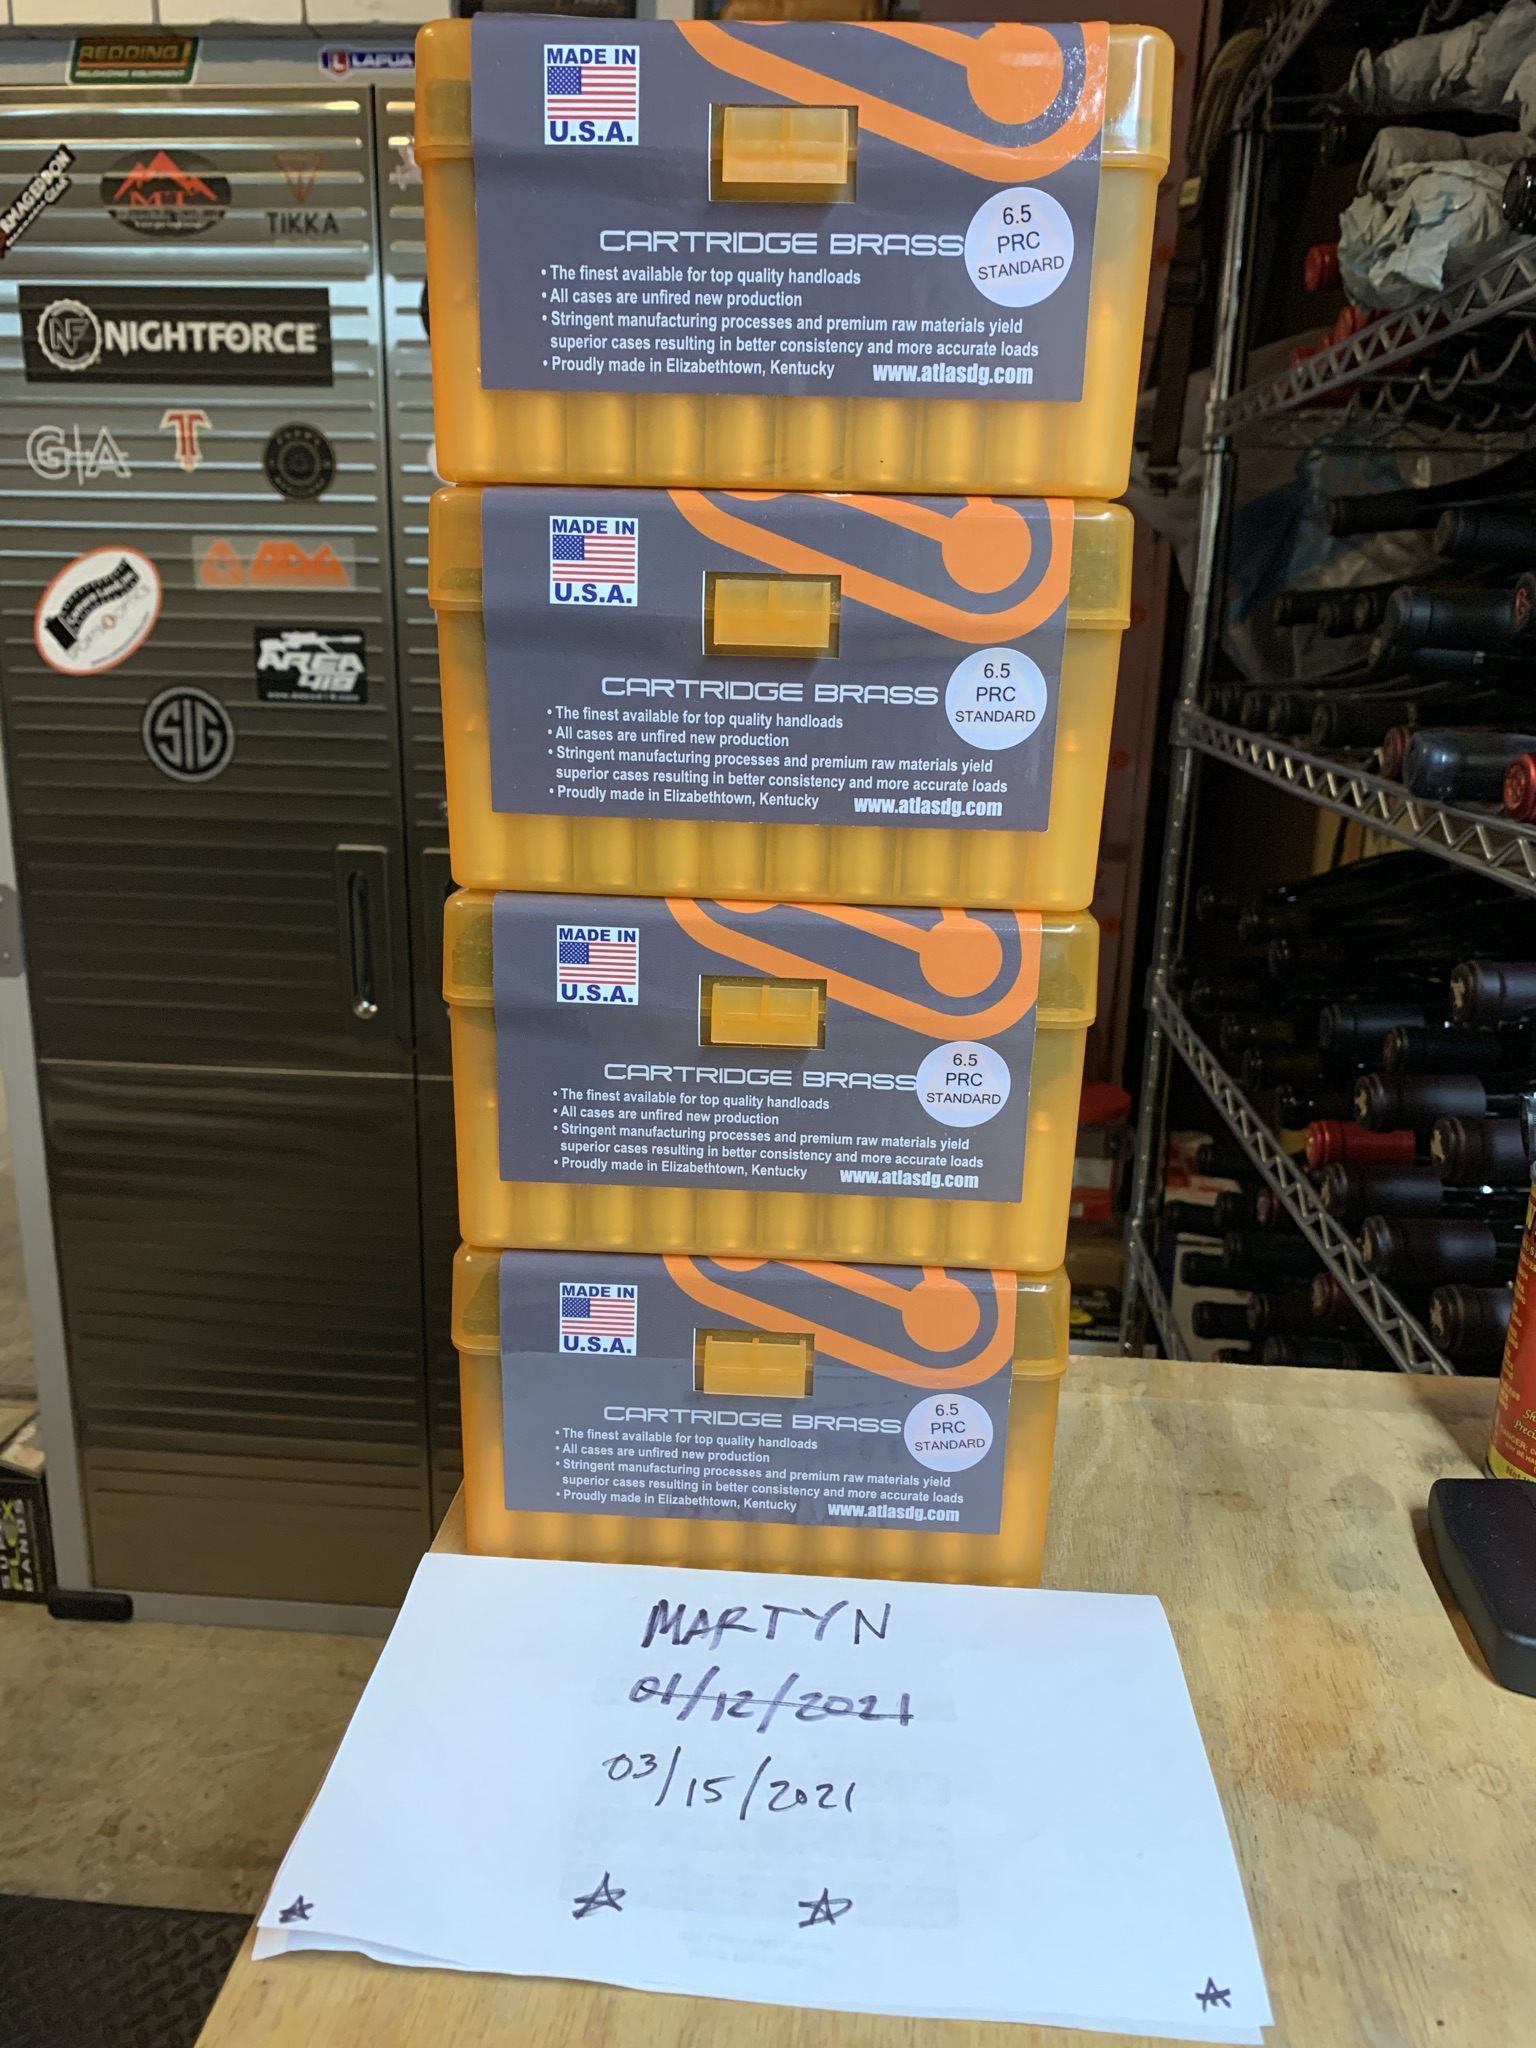 REDDING
RELOADING EQUIPMENT
LAPUA
TIKKA
NF
NIGHTFORCE
G|A
AREA
419
SIG
MADE IN
U.S.A.
CARTRIDGE BRASS
6.5
PRC
STANDARD
• The finest available for top quality handloads
• All cases are unfired new production
• Stringent manufacturing processes and premium raw materials yield
superior cases resulting in better consistency and more accurate loads
• Proudly made in Elizabethtown, Kentucky
www.atlasdg.com
MADE IN
U.S.A.
CARTRIDGE BRASS
6.5
PRC
STANDARD
• The finest available for top quality handloads
• All cases are unfired new production
• Stringent manufacturing processes and premium raw materials yield
superior cases resulting in better consistency and more accurate loads
• Proudly made in Elizabethtown, Kentucky
www.atlasdg.com
MADE IN
U.S.A.
CARTRIDGE BRASS
6.5
PRC
STANDARD
• The finest available for top quality handloads
• All cases are unfired new production
• Stringent manufacturing processes and premium raw materials yield
superior cases resulting in better consistency and more accurate loads
• Proudly made in Elizabethtown, Kentucky
www.atlasdg.com
MADE IN
U.S.A.
CARTRIDGE BRASS
6.5
PRC
STANDARD
• The finest available for top quality handloads
• All cases are unfired new production
• Stringent manufacturing processes and premium raw materials yield
superior cases resulting in better consistency and more accurate loads
• Proudly made in Elizabethtown, Kentucky
www.atlasdg.com
MARTYN
01/12/2021
03/15/2021